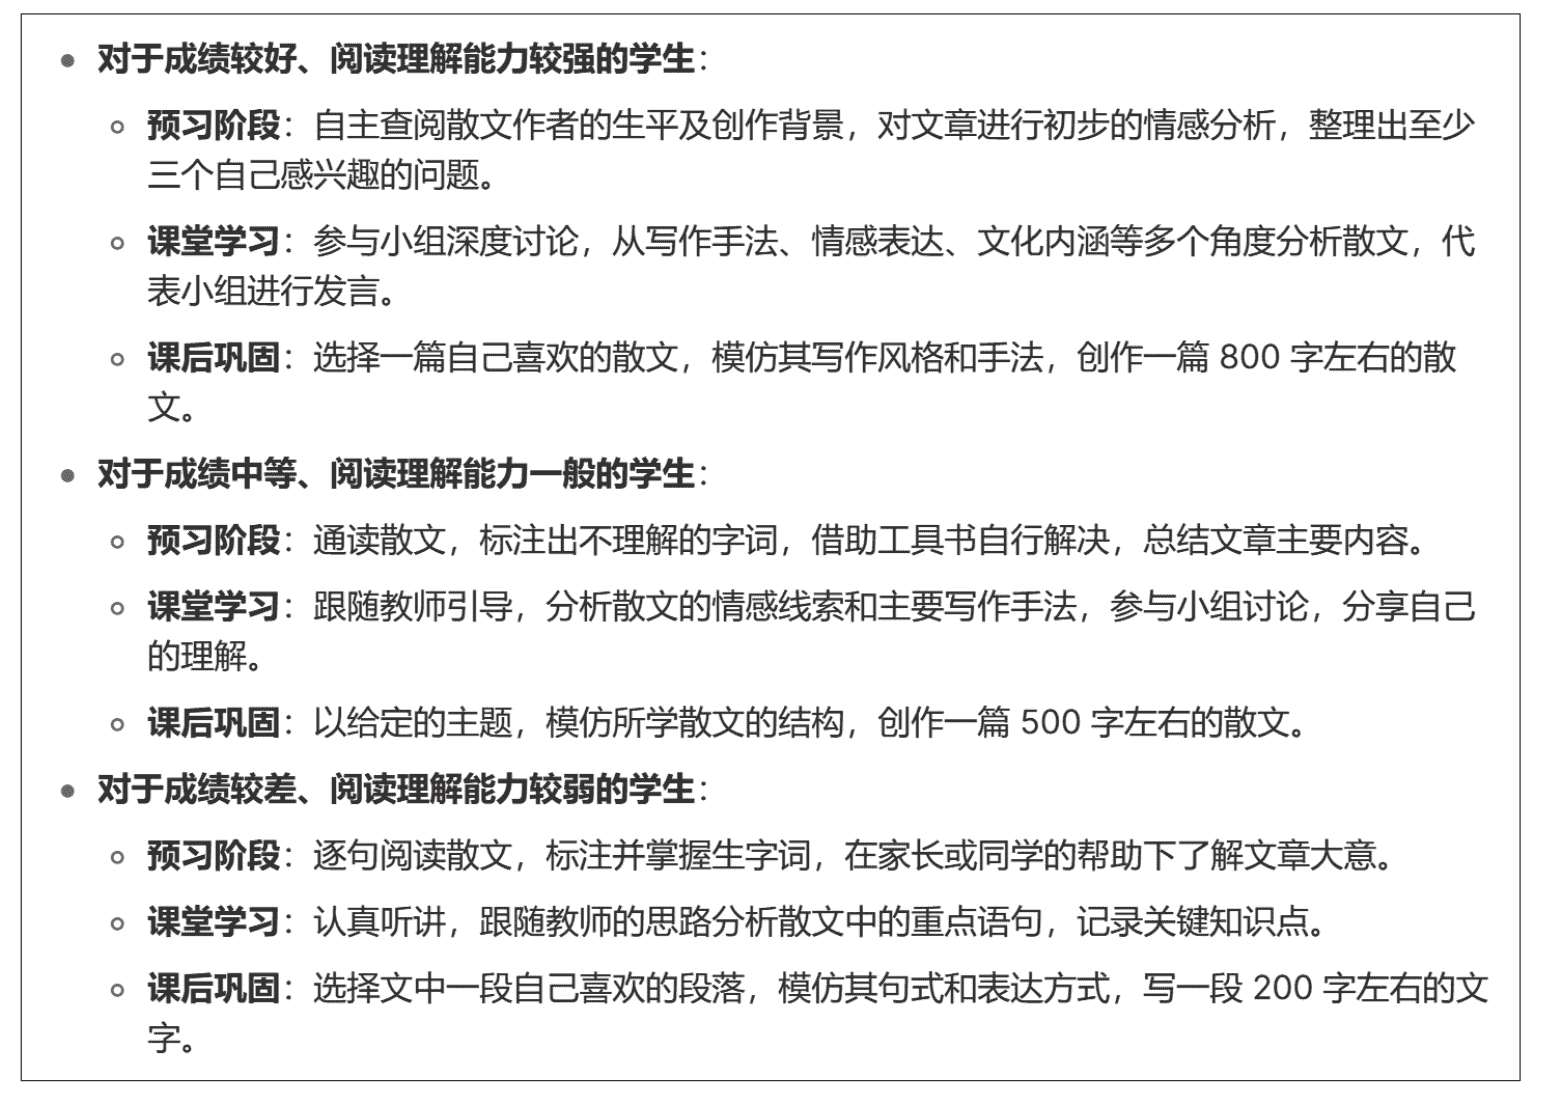 对于成绩较好、阅读理解能力较强的学生：
预习阶段：自主查阅散文作者的生平及创作背景，对文章进行初步的情感分析，整理出至少
三个自己感兴趣的问题。
课堂学习：参与小组深度讨论，从写作手法、情感表达、文化内涵等多个角度分析散文，代
表小组进行发言。
课后巩固：选择一篇自己喜欢的散文，模仿其写作风格和手法，创作一篇 800 字左右的散
文。
对于成绩中等、阅读理解能力一般的学生：
预习阶段：通读散文，标注出不理解的字词，借助工具书自行解决，总结文章主要内容。
课堂学习：跟随教师引导，分析散文的情感线索和主要写作手法，参与小组讨论，分享自己
的理解。
课后巩固：以给定的主题，模仿所学散文的结构，创作一篇 500 字左右的散文。
对于成绩较差、阅读理解能力较弱的学生：
预习阶段：逐句阅读散文，标注并掌握生字词，在家长或同学的帮助下了解文章大意。
课堂学习：认真听讲，跟随教师的思路分析散文中的重点语句，记录关键知识点。
课后巩固：选择文中一段自己喜欢的段落，模仿其句式和表达方式，写一段 200 字左右的文
字。